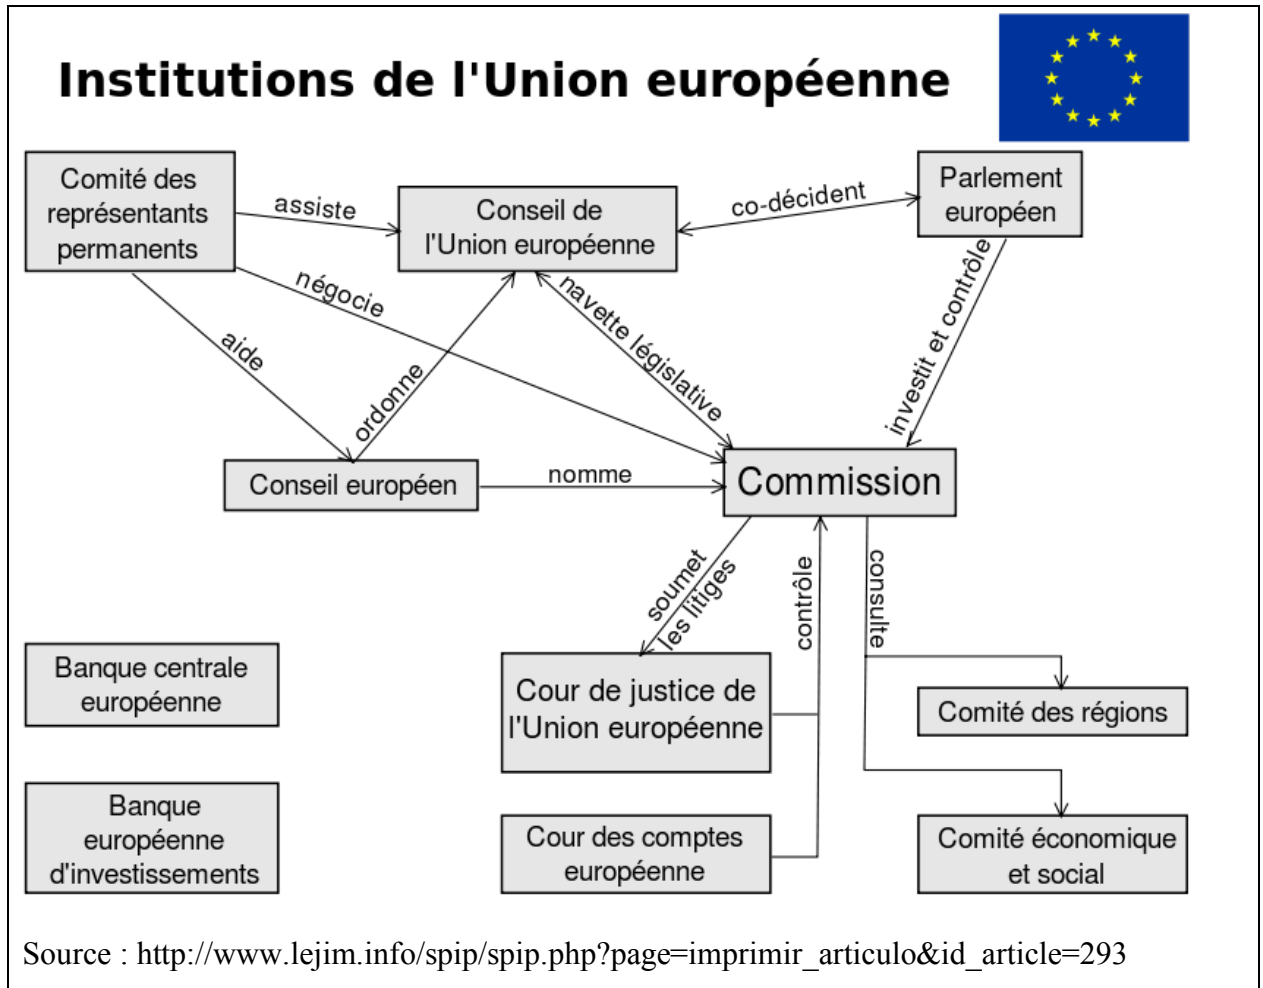 Institutions de l'Union européenne
Comité des
représentants
permanents
assiste
Conseil de
l'Union européenne
co-décident
Parlement
européen
négocie
aide
ordonne
navette législative
investit et contrôle
Conseil européen
nomme
Commission
soumet
les litiges
contrôle
consulte
Banque centrale
européenne
Cour de justice de
l'Union européenne
Comité des régions
Banque
européenne
d'investissements
Cour des comptes
européenne
Comité économique
et social
Source : http://www.lejim.info/spip/spip.php?page=imprimir_articulo&id_article=293